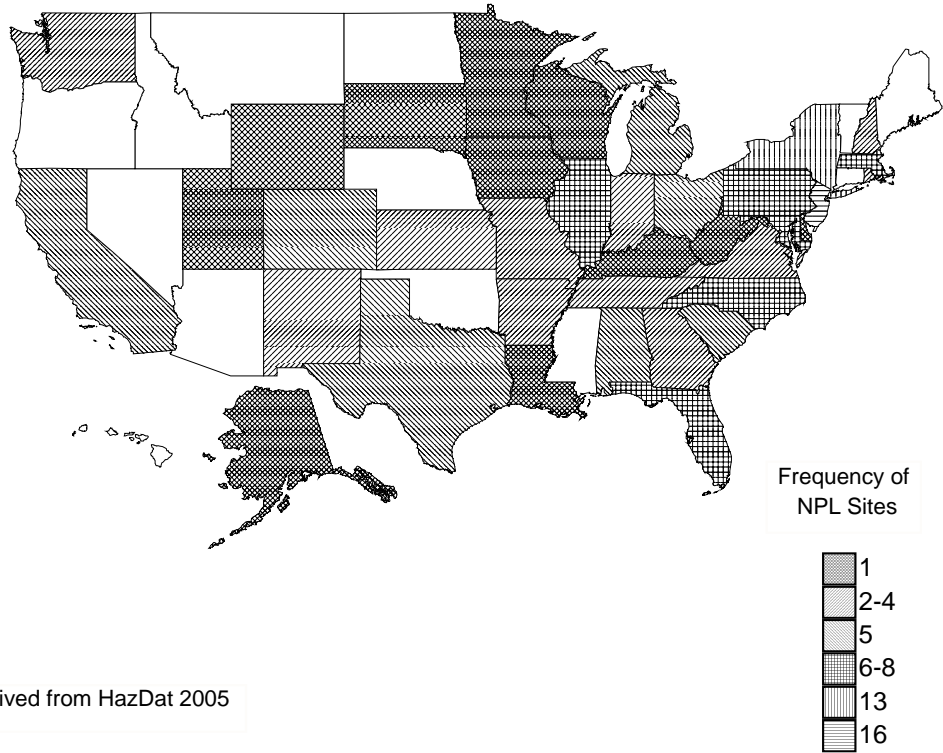 Frequency of
NPL Sites
1
2-4
5
6-8
13
16
ived from HazDat 2005